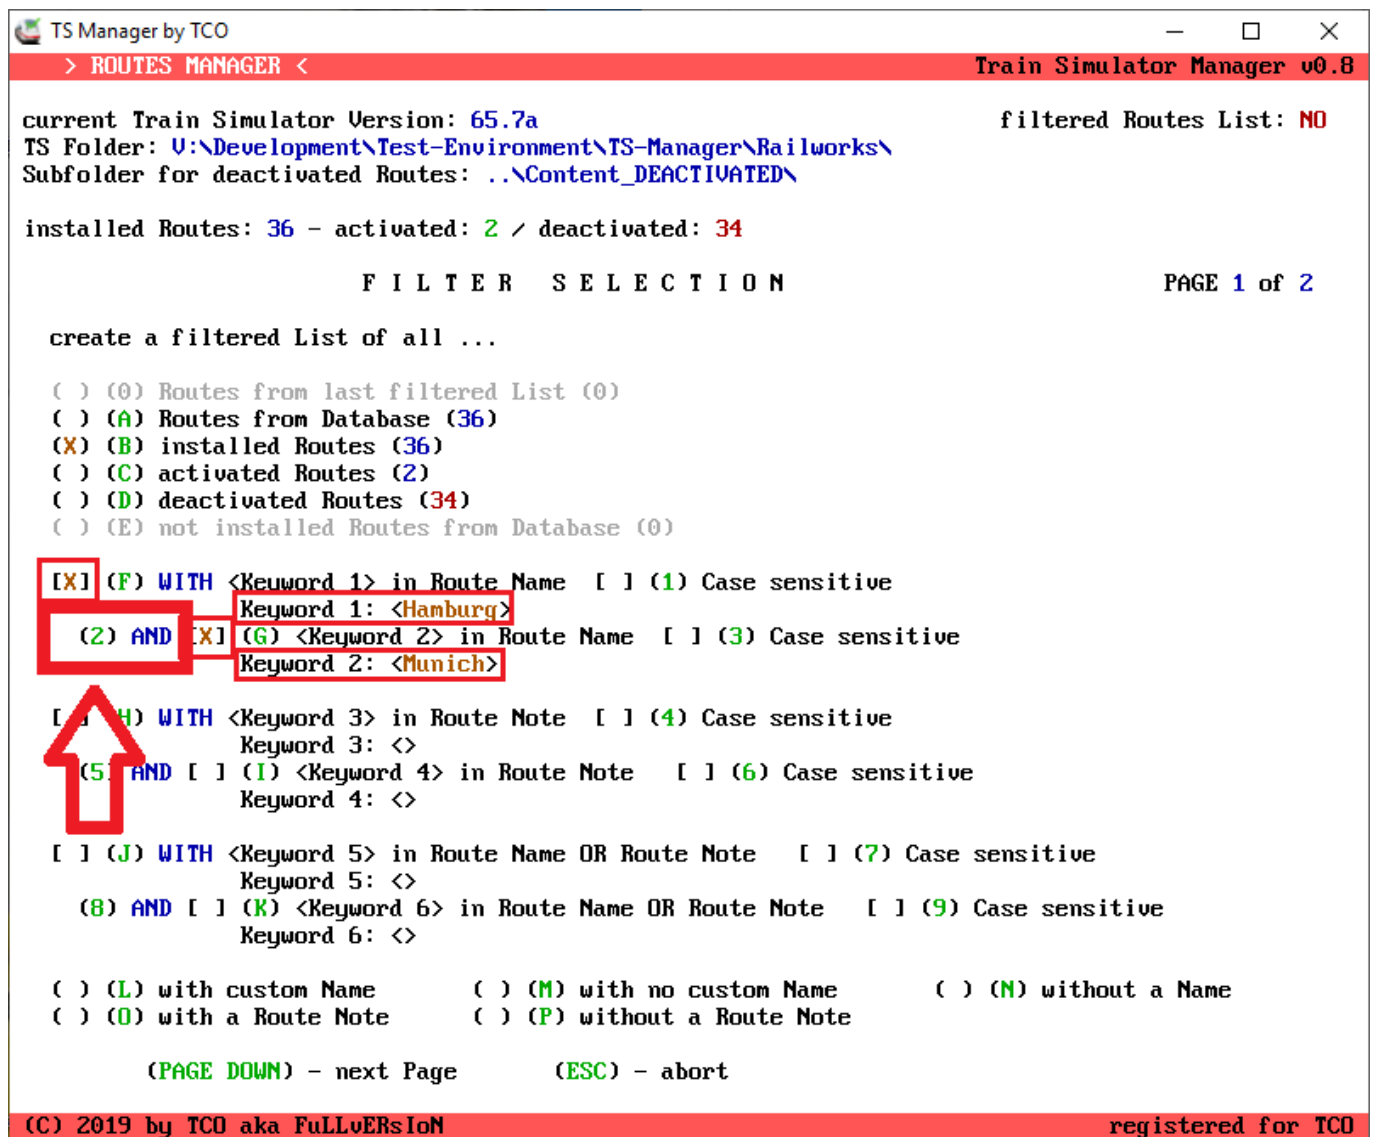 TS Manager by TCO
> ROUTES MANAGER < Train Simulator Manager v0.8
current Train Simulator Version: 65.7a filtered Routes List: NO
TS Folder: V:\Development\Test-Environment\TS-Manager\Railworks\
Subfolder for deactivated Routes: ..\Content_DEACTIVATED\
installed Routes: 36 - activated: 2 / deactivated: 34
F I L T E R S E L E C T I O N PAGE 1 of 2
create a filtered List of all ...
( ) (0) Routes from last filtered List (0)
( ) (A) Routes from Database (36)
(X) (B) installed Routes (36)
( ) (C) activated Routes (2)
( ) (D) deactivated Routes (34)
( ) (E) not installed Routes from Database (0)
[X] (F) WITH <Keyword 1> in Route Name [ ] (1) Case sensitive
Keyword 1: <Hamburg>
(2) AND [X] (G) <Keyword 2> in Route Name [ ] (3) Case sensitive
Keyword 2: <Munich>
[ ] (H) WITH <Keyword 3> in Route Note [ ] (4) Case sensitive
Keyword 3: <>
(5) AND [ ] (I) <Keyword 4> in Route Note [ ] (6) Case sensitive
Keyword 4: <>
[ ] (J) WITH <Keyword 5> in Route Name OR Route Note [ ] (7) Case sensitive
Keyword 5: <>
(8) AND [ ] (K) <Keyword 6> in Route Name OR Route Note [ ] (9) Case sensitive
Keyword 6: <>
( ) (L) with custom Name ( ) (M) with no custom Name ( ) (N) without a Name
( ) (O) with a Route Note ( ) (P) without a Route Note
(PAGE DOWN) - next Page (ESC) - abort
(C) 2019 by TCO aka FuLLvERsIoN registered for TCO